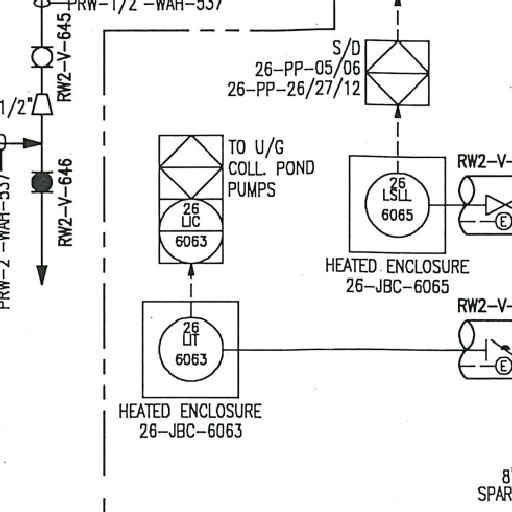 PRW-1/2"-WAH-537
RW2-V-645
1/2"
RW2-V-646
PRW-2"-WAH-537
S/D
26-PP-05/06
26-PP-26/27/12
TO U/G
COLL. POND
PUMPS
26
LIC
6063
26
LIT
6063
HEATED ENCLOSURE
26-JBC-6063
26
LSLL
6065
HEATED ENCLOSURE
26-JBC-6065
RW2-V-
E
RW2-V-
E
8"
SPAR